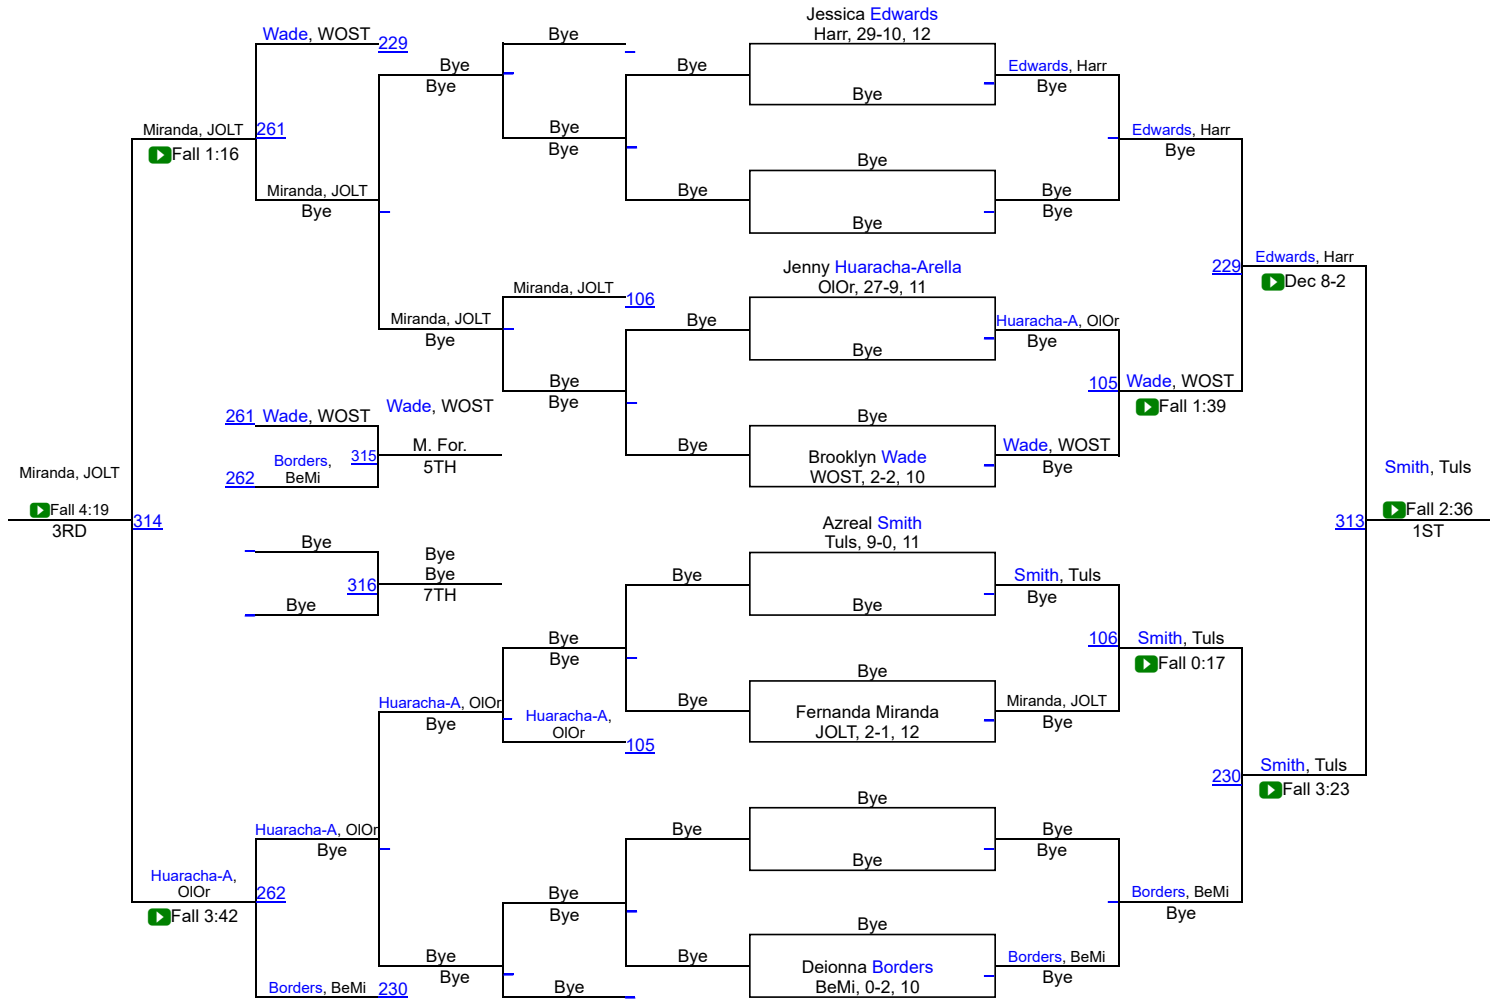 Jessica Edwards
Harr, 29-10, 12
Wade, WOST
229
Bye
Bye
Bye
Bye
Bye
Edwards, Harr
Bye
Miranda, JOLT
261
Fall 1:16
Bye
Bye
Edwards, Harr
Bye
Miranda, JOLT
Bye
Bye
Bye
Bye
Bye
Bye
Jenny Huaracha-Arella
OlOr, 27-9, 11
229
Edwards, Harr
Dec 8-2
Miranda, JOLT
106
Miranda, JOLT
Bye
Bye
Bye
Huaracha-A, OlOr
Bye
Bye
Bye
105
Wade, WOST
Fall 1:39
261
Wade, WOST
Wade, WOST
Bye
315
M. For.
5TH
Bye
Brooklyn Wade
WOST, 2-2, 10
Wade, WOST
Bye
262
Borders,
BeMi
Miranda, JOLT
Fall 4:19
3RD
314
Smith, Tuls
313
Fall 2:36
1ST
Azreal Smith
Tuls, 9-0, 11
Bye
Bye
316
Bye
Bye
7TH
Bye
Bye
Smith, Tuls
Bye
Bye
Bye
106
Smith, Tuls
Fall 0:17
Bye
Huaracha-A, OlOr
Bye
Huaracha-A,
OlOr
105
Bye
Fernanda Miranda
JOLT, 2-1, 12
Miranda, JOLT
Bye
230
Smith, Tuls
Fall 3:23
Bye
Huaracha-A, OlOr
Bye
Bye
Bye
Bye
Bye
Huaracha-A,
OlOr
262
Fall 3:42
Bye
Bye
Borders, BeMi
Bye
Bye
Bye
Bye
Bye
Deionna Borders
BeMi, 0-2, 10
Borders, BeMi
Bye
Borders, BeMi
230
Bye